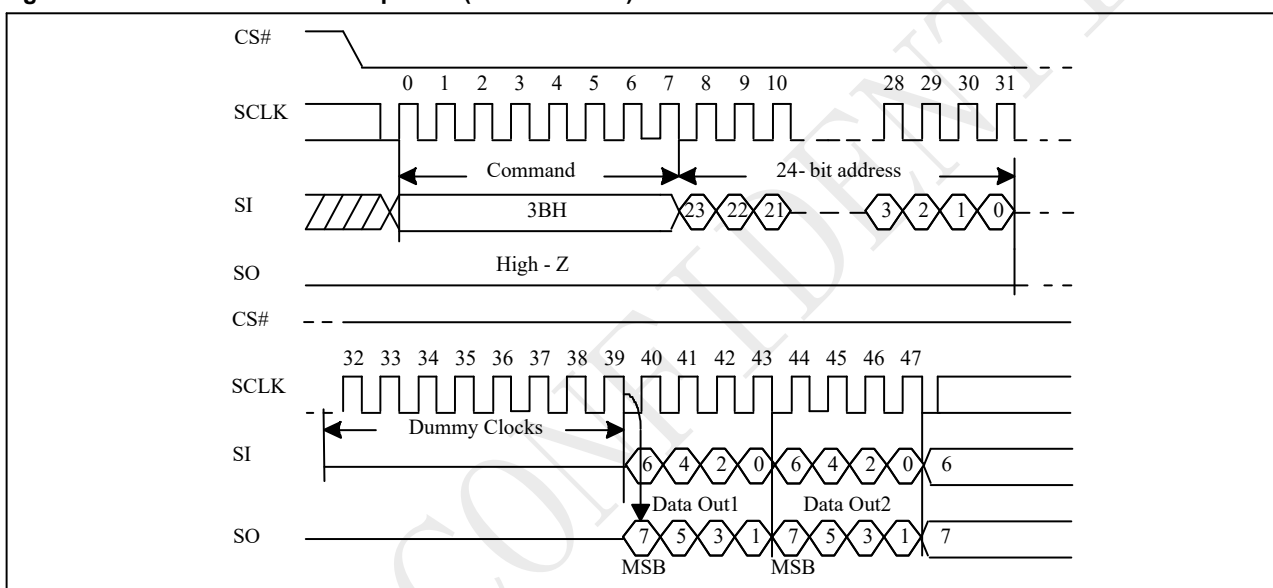 CS#
0 1 2 3 4 5 6 7 8 9 10 28 29 30 31
SCLK
Command 24- bit address
SI 3BH 23 22 21 3 2 1 0
High - Z
SO
CS#
32 33 34 35 36 37 38 39 40 41 42 43 44 45 46 47
SCLK
Dummy Clocks
SI 6 4 2 0 6 4 2 0 6
Data Out1 Data Out2
SO 7 5 3 1 7 5 3 1 7
MSB MSB